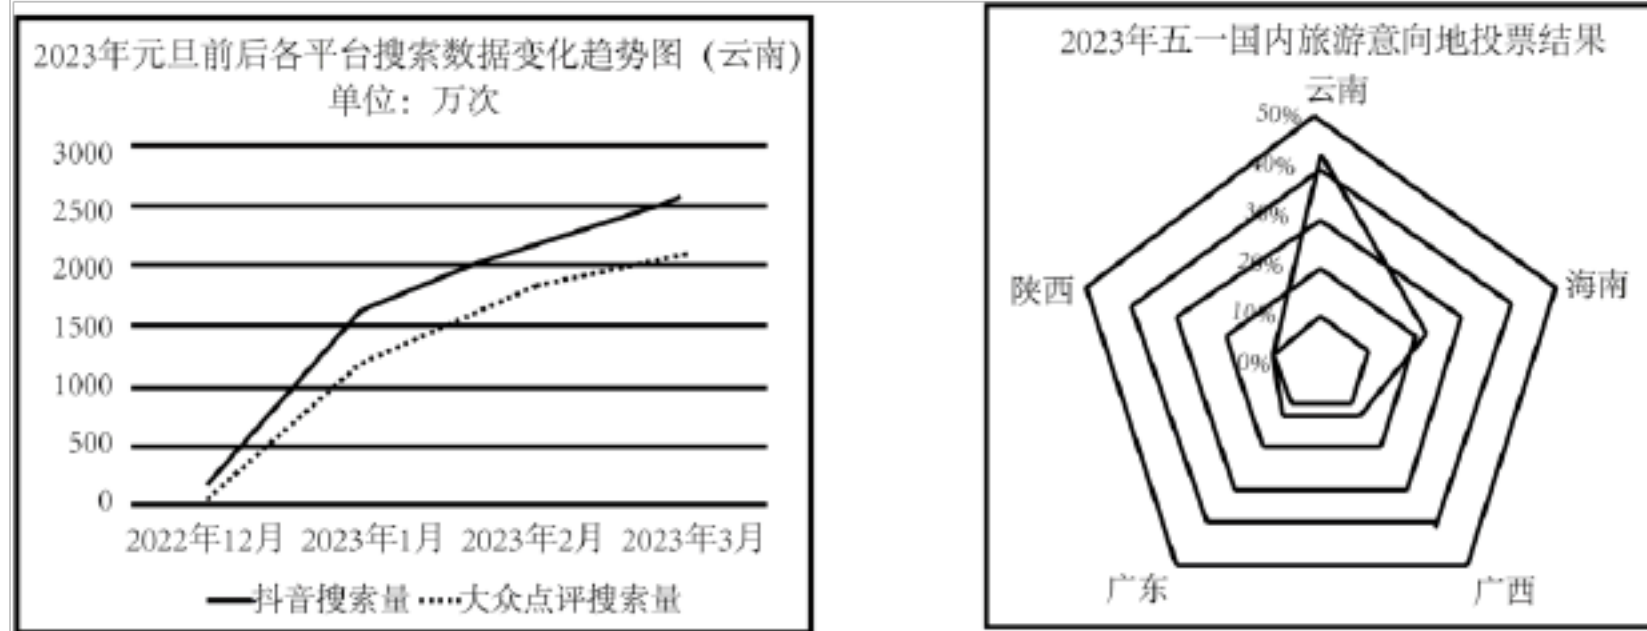 2023年元旦前后各平台搜索数据变化趋势图（云南）
单位：万次
3000
2500
2000
1500
1000
500
0
2022年12月 2023年1月 2023年2月 2023年3月
抖音搜索量 大众点评搜索量
2023年五一国内旅游意向地投票结果
云南
50%
40%
30%
20%
10%
0%
陕西
海南
广东
广西